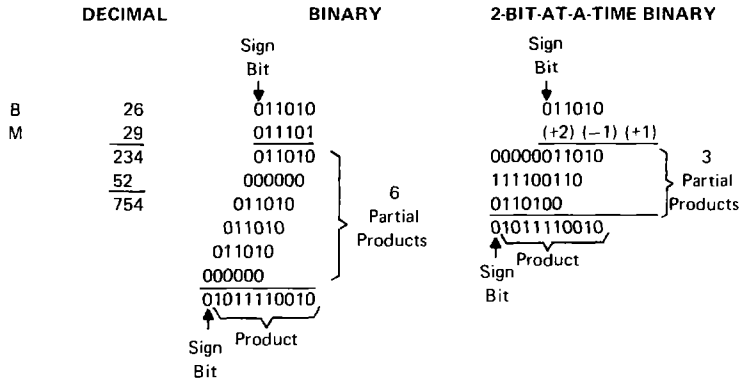 DECIMAL BINARY 2-BIT-AT-A-TIME BINARY
Sign Bit
Sign Bit
B 26 011010 011010
M 29 011101 (+2) (−1) (+1)
234 011010 000000011010
52 000000 111100110
754 011010 0110100
011010 01011110010
011010
000000
01011110010
6 Partial Products
3 Partial Products
Product
Sign Bit
Product
Sign Bit